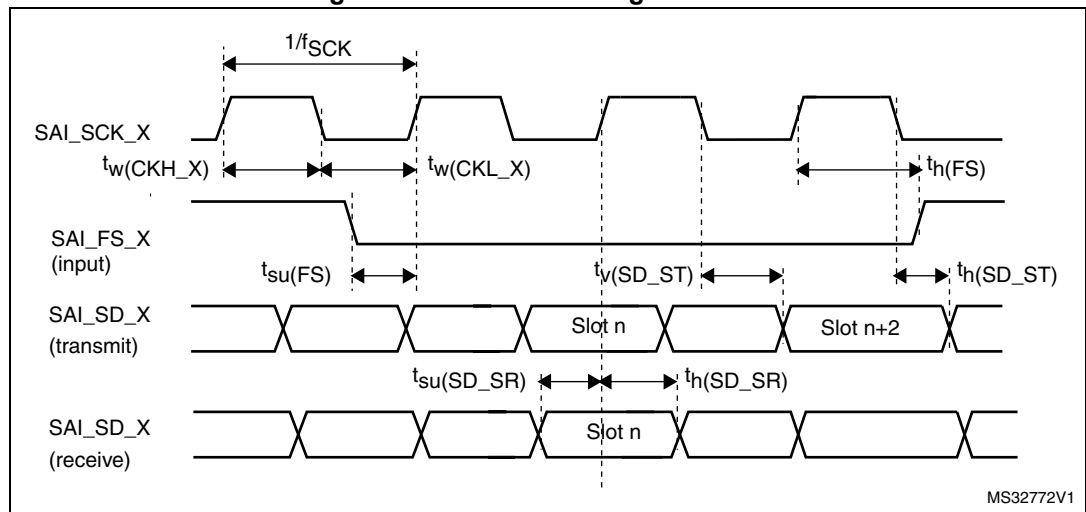 1/fSCK
SAI_SCK_X
tw(CKH_X)
tw(CKL_X)
th(FS)
SAI_FS_X
(input)
tsu(FS)
tv(SD_ST)
th(SD_ST)
SAI_SD_X
(transmit)
Slot n
Slot n+2
tsu(SD_SR)
th(SD_SR)
SAI_SD_X
(receive)
Slot n
MS32772V1